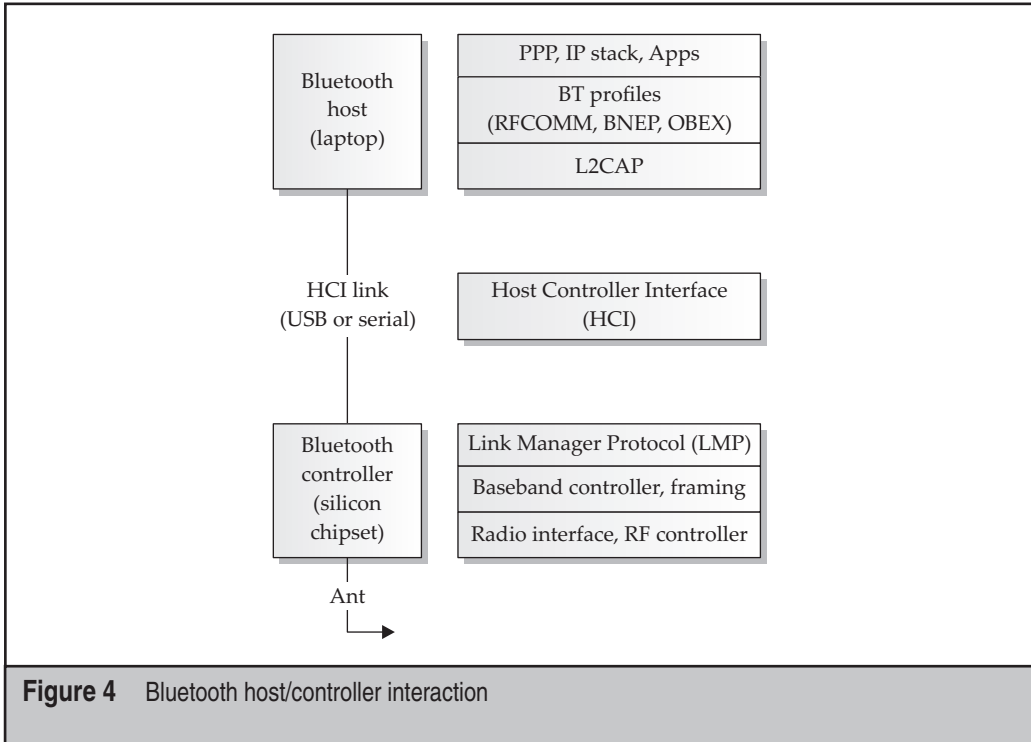 Bluetooth
host
(laptop)
PPP, IP stack, Apps
BT profiles
(RFCOMM, BNEP, OBEX)
L2CAP
HCI link
(USB or serial)
Host Controller Interface
(HCI)
Bluetooth
controller
(silicon
chipset)
Link Manager Protocol (LMP)
Baseband controller, framing
Radio interface, RF controller
Ant
Figure 4 Bluetooth host/controller interaction